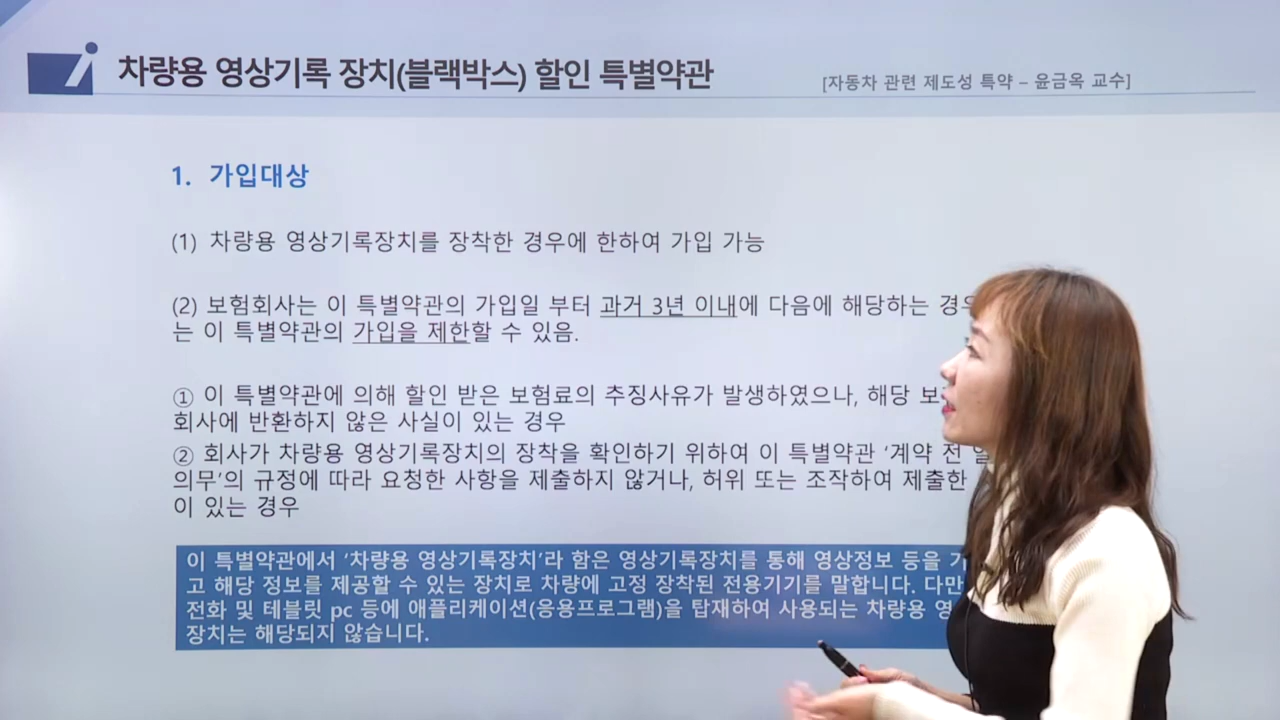 차량용 영상기록 장치(블랙박스) 할인 특별약관
[자동차 관련 제도성 특약 – 윤금옥 교수]
1. 가입대상
(1) 차량용 영상기록장치를 장착한 경우에 한하여 가입 가능
(2) 보험회사는 이 특별약관의 가입일 부터 과거 3년 이내에 다음에 해당하는 경우
는 이 특별약관의 가입을 제한할 수 있음.
① 이 특별약관에 의해 할인 받은 보험료의 추징사유가 발생하였으나, 해당 보
회사에 반환하지 않은 사실이 있는 경우
② 회사가 차량용 영상기록장치의 장착을 확인하기 위하여 이 특별약관 ‘계약 전
의무’의 규정에 따라 요청한 사항을 제출하지 않거나, 허위 또는 조작하여 제출한
이 있는 경우
이 특별약관에서 ‘차량용 영상기록장치’라 함은 영상기록장치를 통해 영상정보 등을
고 해당 정보를 제공할 수 있는 장치로 차량에 고정 장착된 전용기기를 말합니다. 다만
전화 및 테블릿 pc 등에 애플리케이션(응용프로그램)을 탑재하여 사용되는 차량용
장치는 해당되지 않습니다.